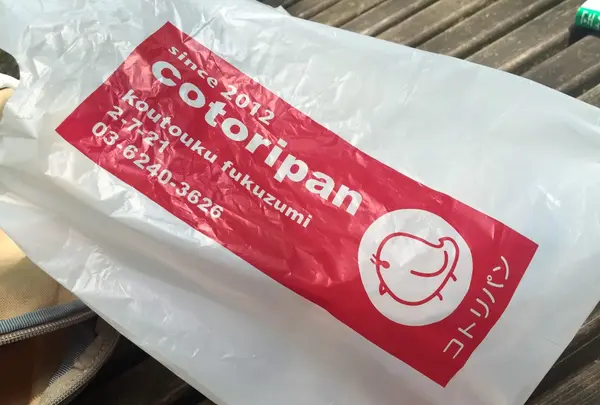 since 2012
cotoripan
koutouku fukuzumi
2-7-21
03-6240-3626
コトリパン